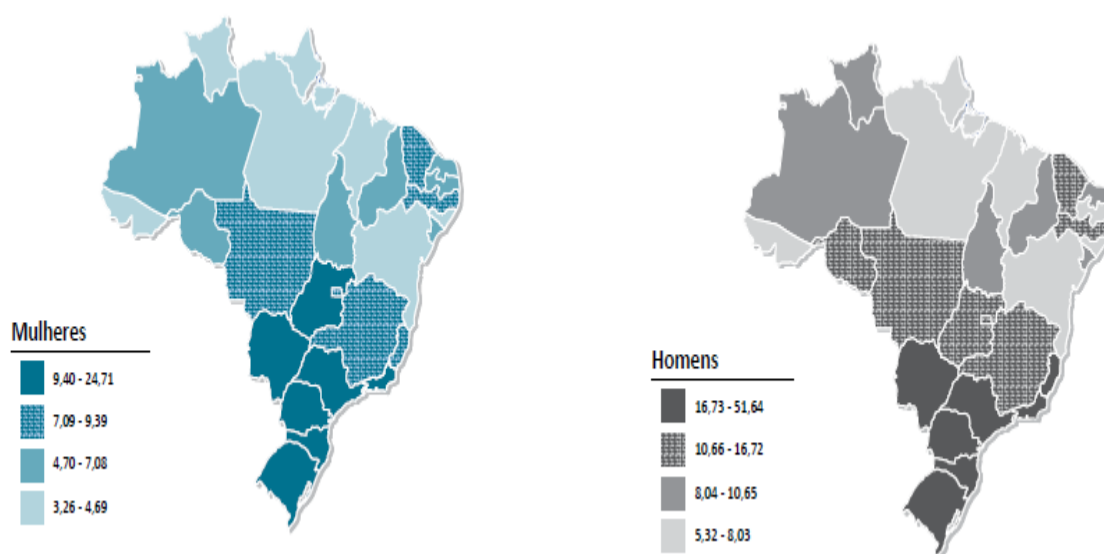 Mulheres
9,40 - 24,71
7,09 - 9,39
4,70 - 7,08
3,26 - 4,69
Homens
16,73 - 51,64
10,66 - 16,72
8,04 - 10,65
5,32 - 8,03